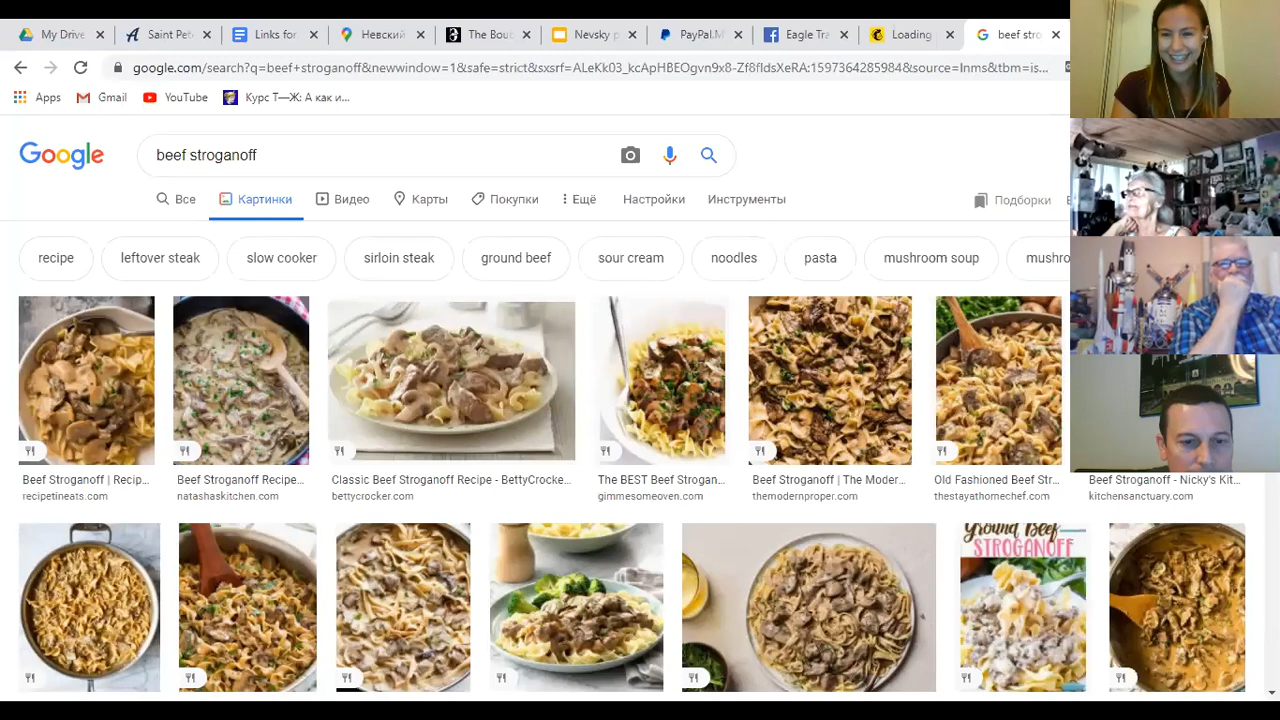 My Drive
Saint Pet
Links for
Невский
The Bou
Nevsky p
PayPal.M
Eagle Tra
Loading
beef stro
google.com/search?q=beef+stroganoff&newwindow=1&safe=strict&sxsrf=ALeKk03_kcApHBEOgvn9x8-Zf8fIdsXeRA:1597364285984&source=lnms&tbm=is...
Apps
Gmail
YouTube
Курс Т—Ж: А как и...
Google
beef stroganoff
Все
Картинки
Видео
Карты
Покупки
Ещё
Настройки
Инструменты
Подборки
recipe
leftover steak
slow cooker
sirloin steak
ground beef
sour cream
noodles
pasta
mushroom soup
mushro
Beef Stroganoff | Recip...
recipetineats.com
Beef Stroganoff Recipe...
natashaskitchen.com
Classic Beef Stroganoff Recipe - BettyCrocke...
bettycrocker.com
The BEST Beef Strogan...
gimmesomeoven.com
Beef Stroganoff | The Moder...
themodernproper.com
Old Fashioned Beef Str...
thestayathomechef.com
Beef Stroganoff - Nicky's Kit...
kitchensanctuary.com
Ground Beef
STROGANOFF